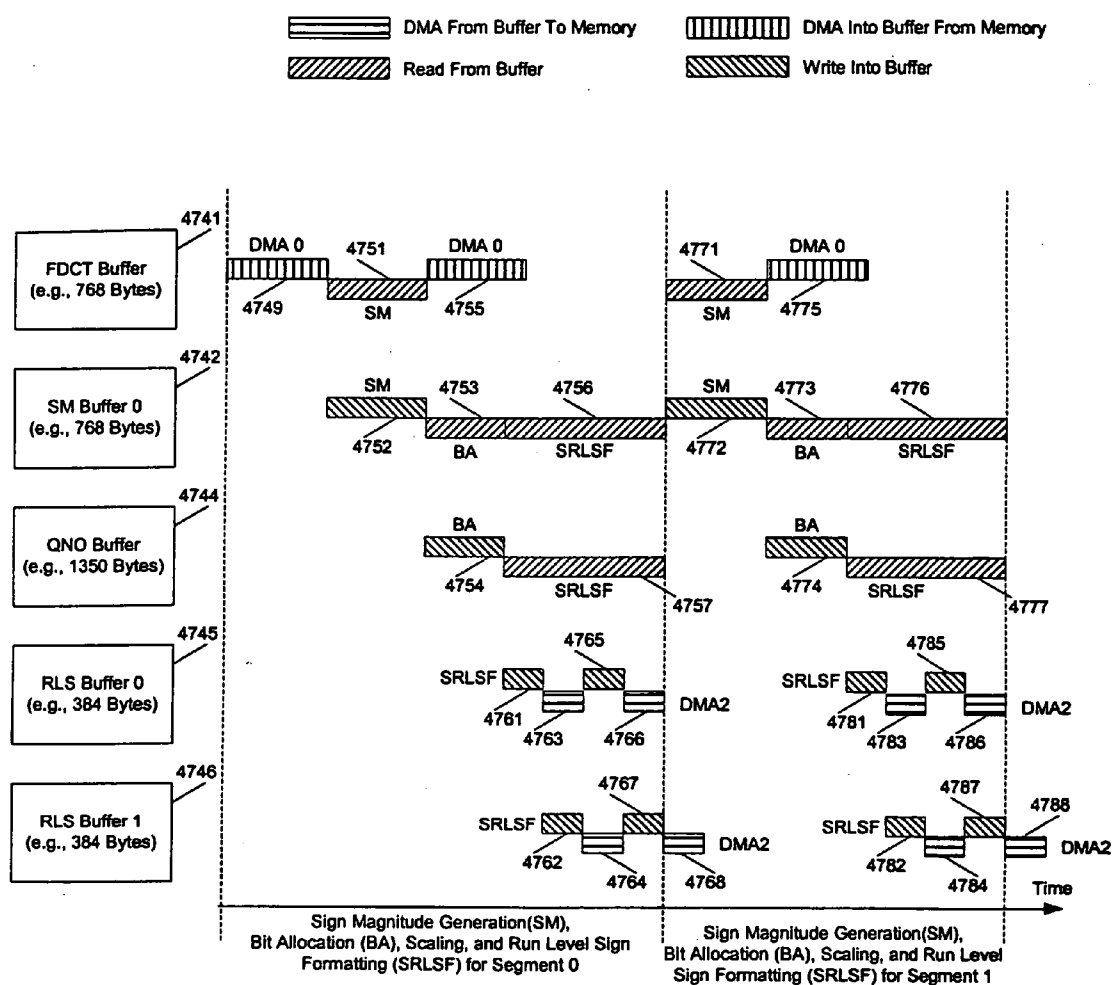 DMA From Buffer To Memory
DMA Into Buffer From Memory
Read From Buffer
Write Into Buffer
4741
FDCT Buffer
(e.g., 768 Bytes)
DMA 0
4751
DMA 0
4771
DMA 0
4749
SM
4755
SM
4775
4742
SM Buffer 0
(e.g., 768 Bytes)
SM
4753
4756
SM
4773
4776
4752
BA
SRLSF
4772
BA
SRLSF
4744
QNO Buffer
(e.g., 1350 Bytes)
BA
BA
4754
SRLSF
4757
4774
SRLSF
4777
4745
RLS Buffer 0
(e.g., 384 Bytes)
4765
4785
SRLSF
DMA2
SRLSF
DMA2
4761
4763
4766
4781
4783
4786
4746
RLS Buffer 1
(e.g., 384 Bytes)
4767
4787
4788
SRLSF
DMA2
SRLSF
DMA2
4762
4764
4768
4782
4784
Time
Sign Magnitude Generation(SM),
Bit Allocation (BA), Scaling, and Run Level Sign
Formatting (SRLSF) for Segment 0
Sign Magnitude Generation(SM),
Bit Allocation (BA), Scaling, and Run Level
Sign Formatting (SRLSF) for Segment 1